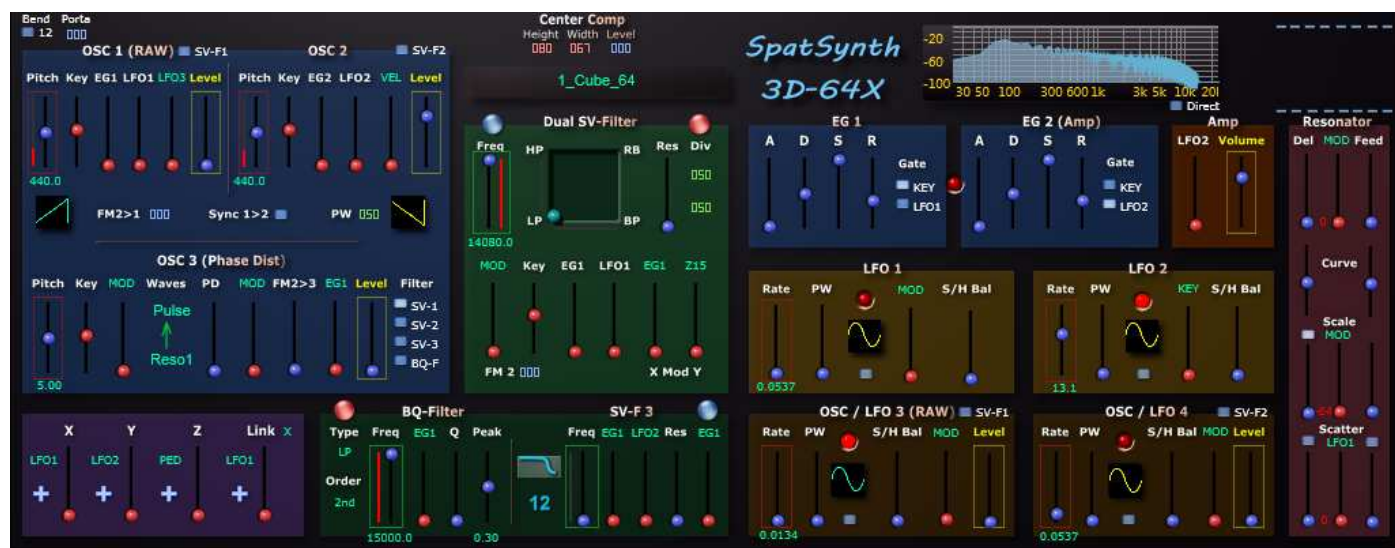 Bend Porta
12 000
Center Comp
Height Width Level
080 067 000
SpatSynth
3D-64X
-20
-60
-100
30 50 100 300 600 1k 3k 5k 10k 20l
Direct
1_Cube_64
OSC 1 (RAW) SV-F1 OSC 2 SV-F2
Pitch Key EG1 LFO1 LFO3 Level Pitch Key EG2 LFO2 VEL Level
440.0 440.0
FM2>1 000 Sync 1>2 PW 050
OSC 3 (Phase Dist)
Pitch Key MOD Waves PD MOD FM2>3 EG1 Level Filter
Pulse
Reso1
SV-1
SV-2
SV-3
BQ-F
5.00
Dual SV-Filter
Freq HP RB Res Div
050
050
LP BP
14080.0
MOD Key EG1 LFO1 EG1 Z15
FM 2 000 X Mod Y
EG 1
A D S R
Gate
KEY
LFO1
EG 2 (Amp)
A D S R
Gate
KEY
LFO2
Amp
LFO2 Volume
Resonator
Del MOD Feed
0
Curve
Scale
MOD
-64
Scatter
LFO1
0
LFO 1
Rate PW MOD S/H Bal
0.0537
LFO 2
Rate PW KEY S/H Bal
13.1
X Y Z Link X
LFO1 LFO2 PED LFO1
+ + + +
BQ-Filter
Type Freq EG1 Q Peak
LP
Order
2nd
15000.0 0.30
12
SV-F 3
Freq EG1 LFO2 Res EG1
OSC / LFO 3 (RAW) SV-F1
Rate PW S/H Bal MOD Level
0.0134
OSC / LFO 4 SV-F2
Rate PW S/H Bal MOD Level
0.0537